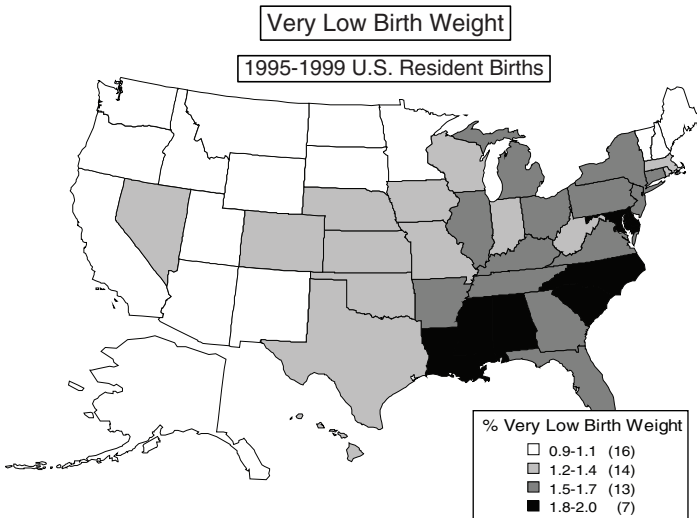 Very Low Birth Weight
1995-1999 U.S. Resident Births
% Very Low Birth Weight
0.9-1.1 (16)
1.2-1.4 (14)
1.5-1.7 (13)
1.8-2.0 (7)